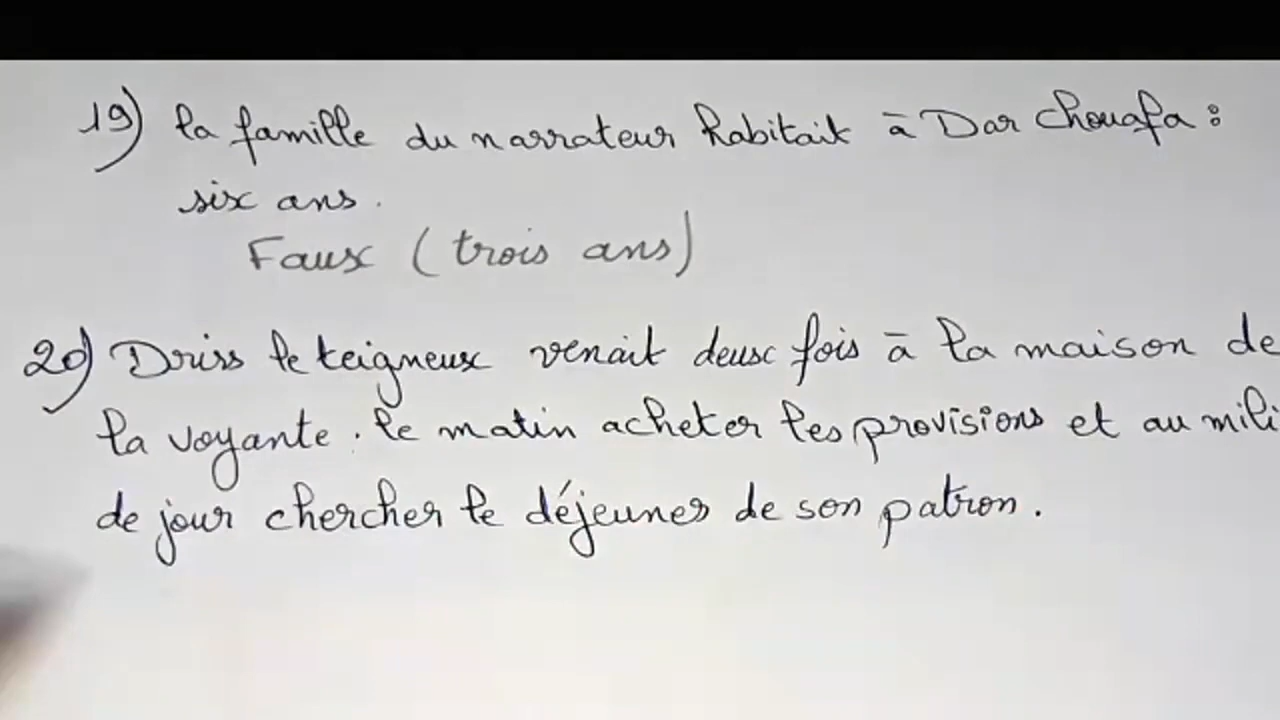 19) la famille du narrateur habitait à Dar Chouafa :
six ans.
Faux (trois ans)
20) Driss le teigneux venait deux fois à la maison de
la voyante. le matin acheter les provisions et au mili
de jour chercher le déjeuner de son patron.